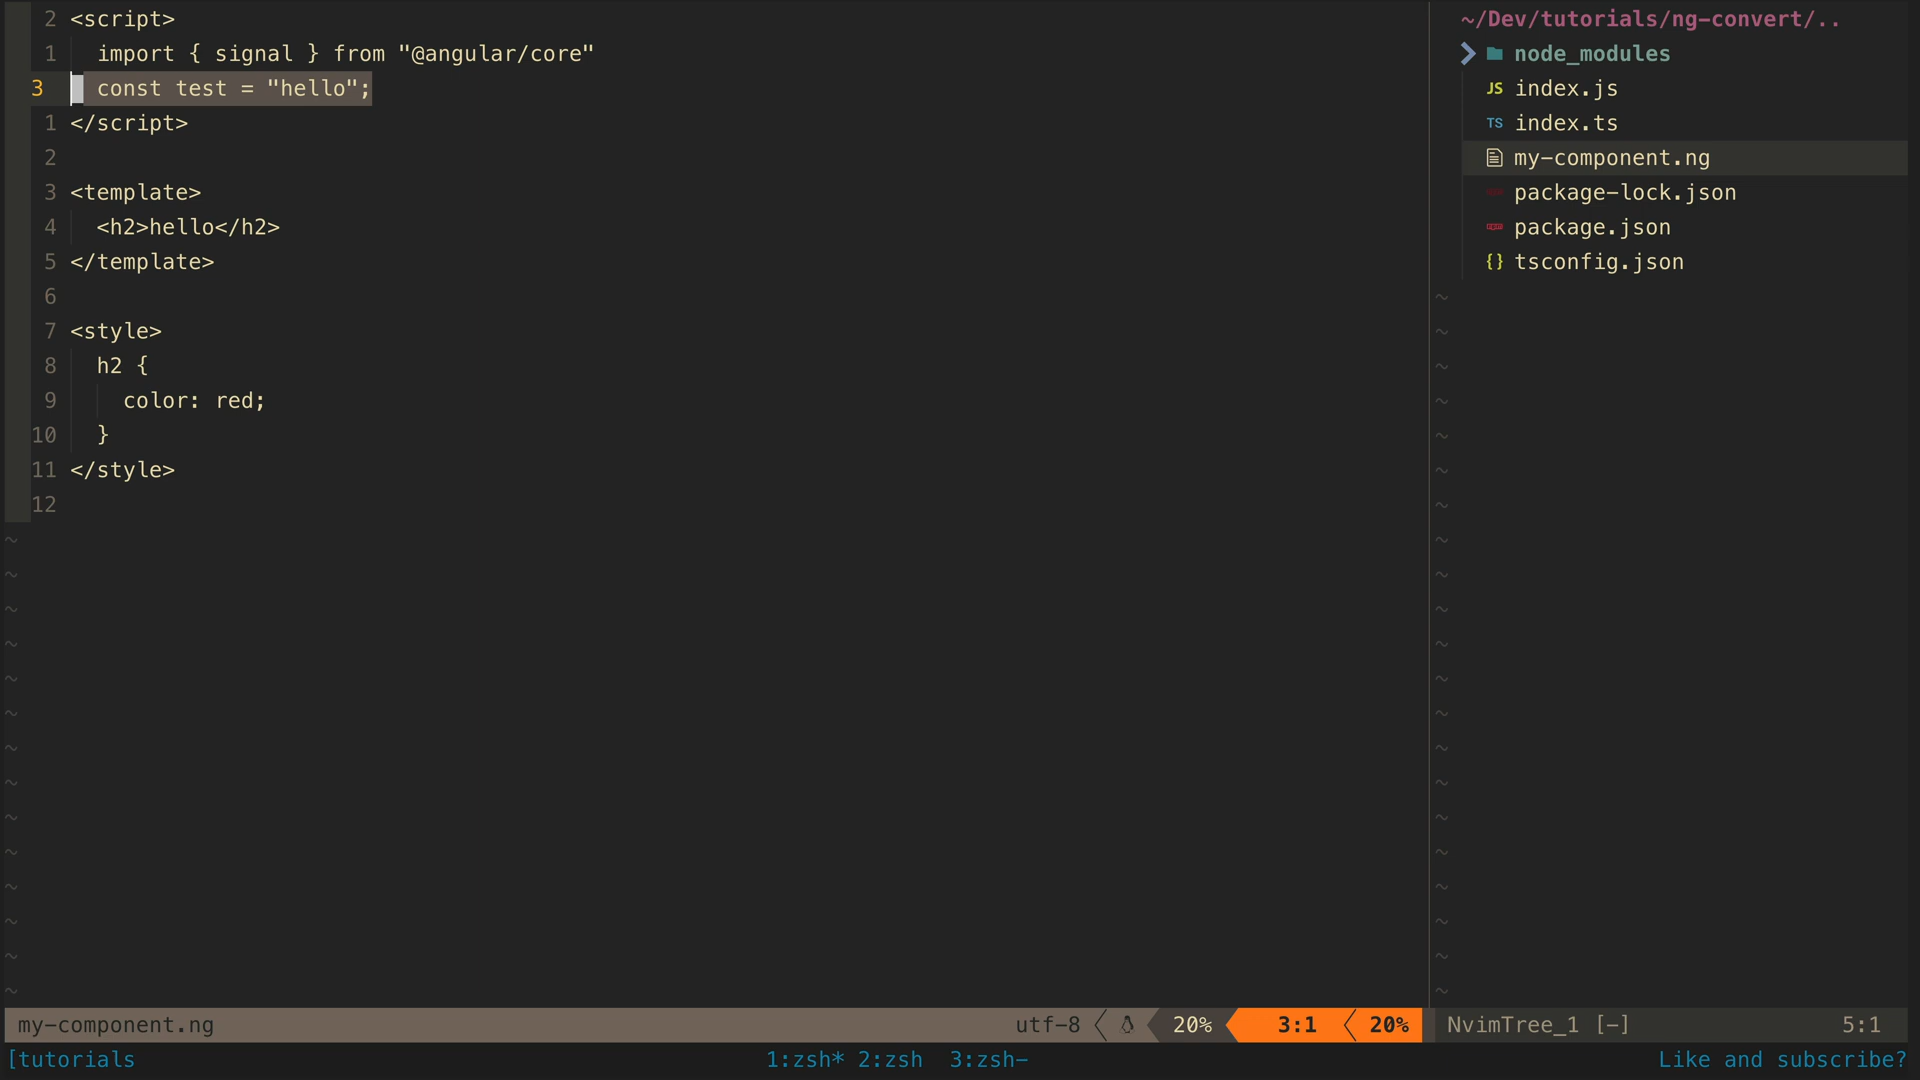 2 <script>
1   import { signal } from "@angular/core"
3   const test = "hello";
1 </script>
2
3 <template>
4   <h2>hello</h2>
5 </template>
6
7 <style>
8   h2 {
9     color: red;
10   }
11 </style>
12
~/Dev/tutorials/ng-convert/..
node_modules
JS index.js
TS index.ts
my-component.ng
package-lock.json
package.json
{} tsconfig.json
my-component.ng utf-8 20% 3:1 20%
NvimTree_1 [-] 5:1
[tutorials 1:zsh* 2:zsh  3:zsh- Like and subscribe?